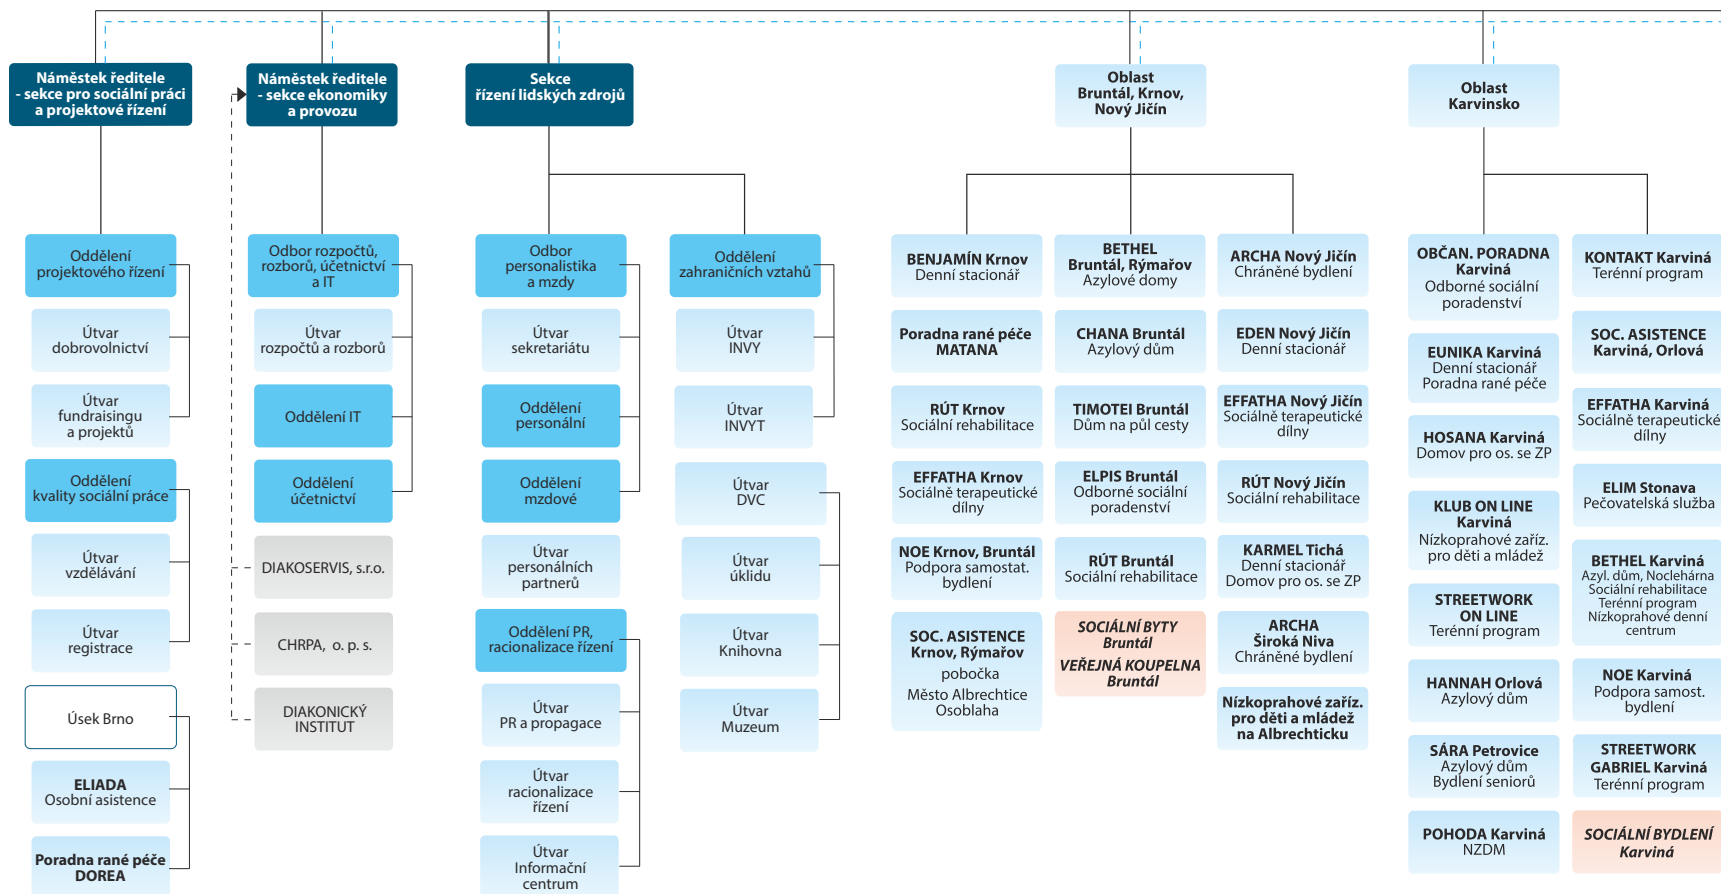 Náměstek ředitele
- sekce pro sociální práci
a projektové řízení
Oddělení
projektového řízení
Útvar
dobrovolnictví
Útvar
fundraisingu
a projektů
Oddělení
kvality sociální práce
Útvar
vzdělávání
Útvar
registrace
Úsek Brno
ELIADA
Osobní asistence
Poradna rané péče
DOREA
Náměstek ředitele
- sekce ekonomiky
a provozu
Odbor rozpočtů,
rozborů, účetnictví
a IT
Útvar
rozpočtů a rozborů
Oddělení IT
Oddělení
účetnictví
DIAKOSERVIS, s.r.o.
CHRPA, o. p. s.
DIAKONICKÝ
INSTITUT
Sekce
řízení lidských zdrojů
Odbor
personalistika
a mzdy
Útvar
sekretariátu
Oddělení
personální
Oddělení
mzdové
Útvar
personálních
partnerů
Oddělení PR,
racionalizace řízení
Útvar
PR a propagace
Útvar
racionalizace
řízení
Útvar
Informační
centrum
Oddělení
zahraničních vztahů
Útvar
INVY
Útvar
INVYT
Útvar
DVC
Útvar
úklidu
Útvar
Knihovna
Útvar
Muzeum
Oblast
Bruntál, Krnov,
Nový Jičín
BENJAMÍN Krnov
Denní stacionář
Poradna rané péče
MATANA
RÚT Krnov
Sociální rehabilitace
EFFATHA Krnov
Sociálně terapeutické
dílny
NOE Krnov, Bruntál
Podpora samostat.
bydlení
SOC. ASISTENCE
Krnov, Rýmařov
pobočka
Město Albrechtice
Osoblaha
BETHEL
Bruntál, Rýmařov
Azylové domy
CHANA Bruntál
Azylový dům
TIMOTEI Bruntál
Dům na půl cesty
ELPIS Bruntál
Odborné sociální
poradenství
RÚT Bruntál
Sociální rehabilitace
SOCIÁLNÍ BYTY
Bruntál
VEŘEJNÁ KOUPELNA
Bruntál
ARCHA Nový Jičín
Chráněné bydlení
EDEN Nový Jičín
Denní stacionář
EFFATHA Nový Jičín
Sociálně terapeutické
dílny
RÚT Nový Jičín
Sociální rehabilitace
KARMEL Tichá
Denní stacionář
Domov pro os. se ZP
ARCHA
Široká Niva
Chráněné bydlení
Nízkoprahové zaříz.
pro děti a mládež
na Albrechticku
Oblast
Karvinsko
OBČAN. PORADNA
Karviná
Odborné sociální
poradenství
EUNIKA Karviná
Denní stacionář
Poradna rané péče
HOSANA Karviná
Domov pro os. se ZP
KLUB ON LINE
Karviná
Nízkoprahové zaříz.
pro děti a mládež
STREETWORK
ON LINE
Terénní program
HANNAH Orlová
Azylový dům
SÁRA Petrovice
Azylový dům
Bydlení seniorů
POHODA Karviná
NZDM
KONTAKT Karviná
Terénní program
SOC. ASISTENCE
Karviná, Orlová
EFFATHA Karviná
Sociálně terapeutické
dílny
ELIM Stonava
Pečovatelská služba
BETHEL Karviná
Azyl. dům, Noclehárna
Sociální rehabilitace
Terénní program
Nízkoprahové denní
centrum
NOE Karviná
Podpora samost.
bydlení
STREETWORK
GABRIEL Karviná
Terénní program
SOCIÁLNÍ BYDLENÍ
Karviná